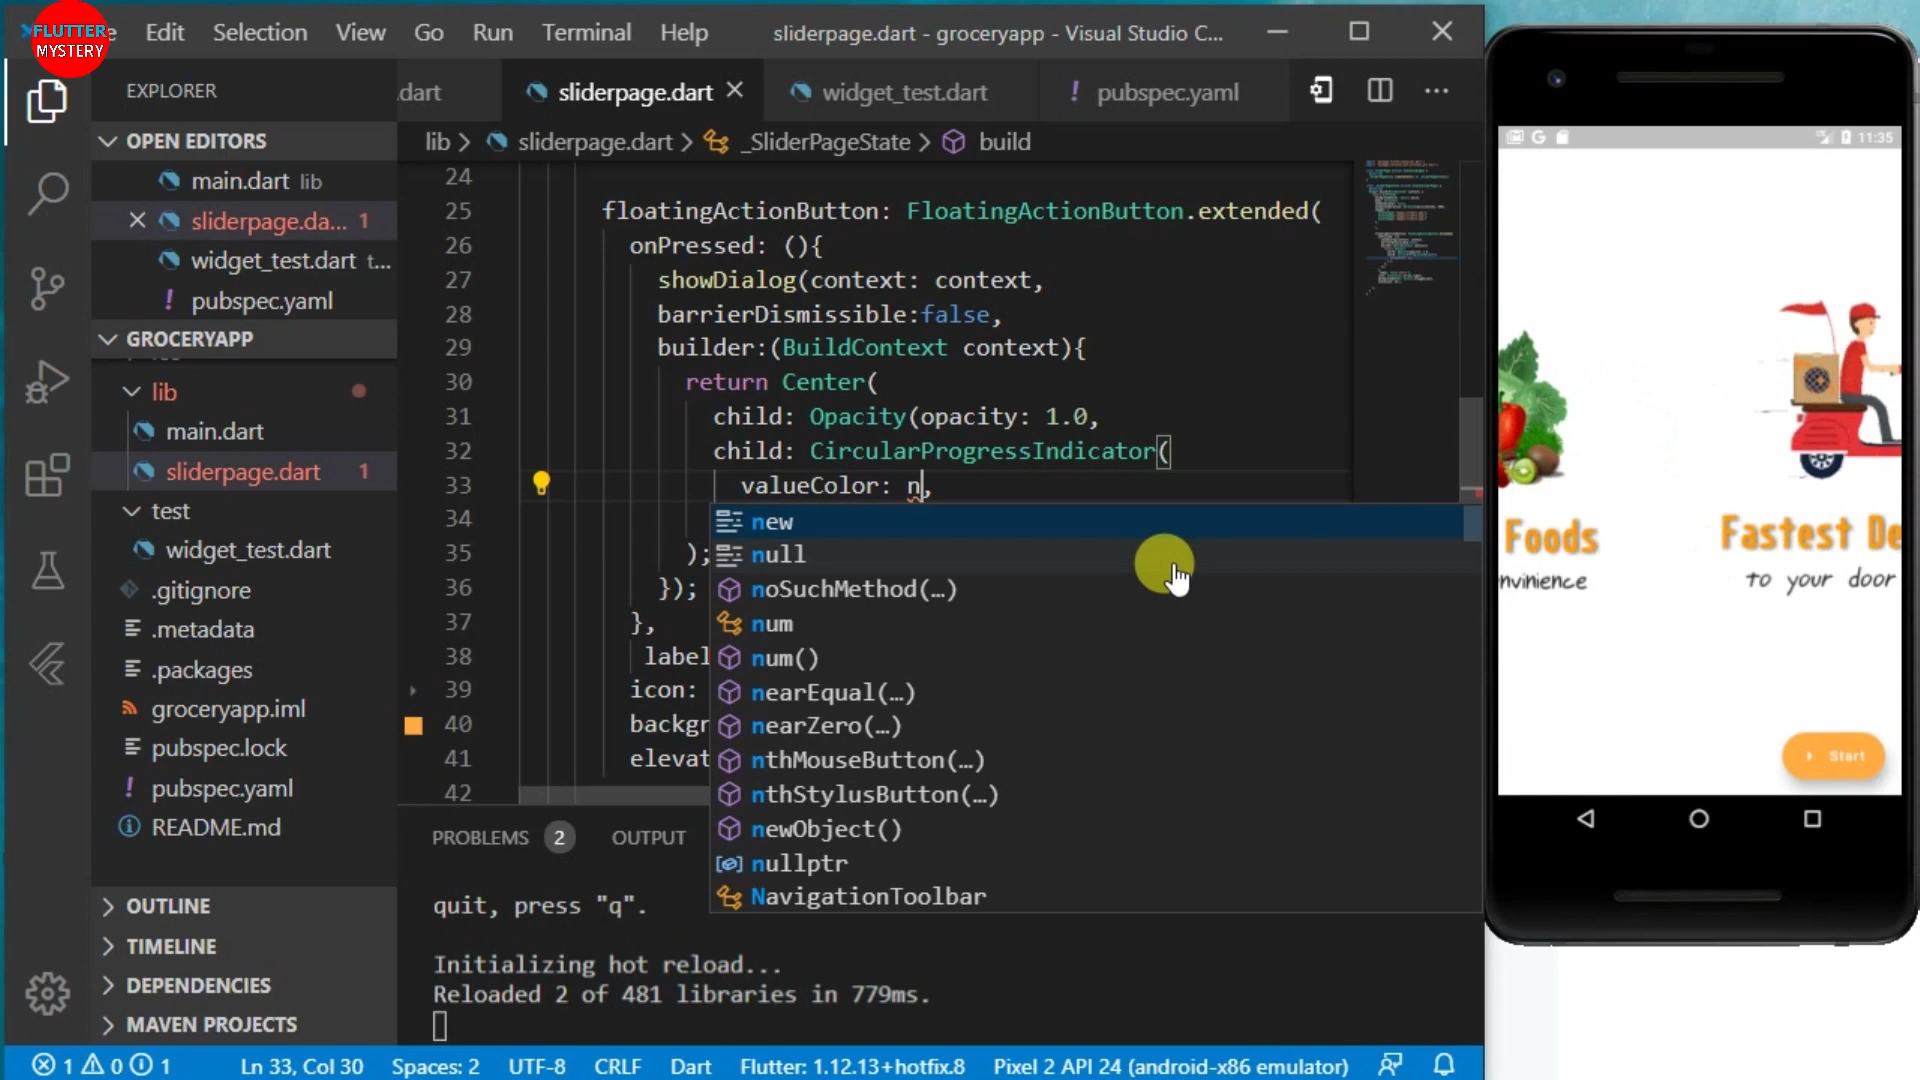 FLUTTER
MYSTERY
Edit Selection View Go Run Terminal Help
sliderpage.dart - groceryapp - Visual Studio C...
EXPLORER
.dart
sliderpage.dart
widget_test.dart
! pubspec.yaml
lib > sliderpage.dart > _SliderPageState > build
OPEN EDITORS
main.dart lib
sliderpage.da... 1
widget_test.dart t...
! pubspec.yaml
GROCERYAPP
lib
main.dart
sliderpage.dart 1
test
widget_test.dart
.gitignore
.metadata
.packages
groceryapp.iml
pubspec.lock
! pubspec.yaml
README.md
OUTLINE
TIMELINE
DEPENDENCIES
MAVEN PROJECTS
24
25 floatingActionButton: FloatingActionButton.extended(
26 onPressed: (){
27 showDialog(context: context,
28 barrierDismissible:false,
29 builder:(BuildContext context){
30 return Center(
31 child: Opacity(opacity: 1.0,
32 child: CircularProgressIndicator(
33 valueColor: n,
34
35 );
36 });
37 },
38 label
39 icon:
40 backgr
41 elevat
42
new
null
noSuchMethod(…)
num
num()
nearEqual(…)
nearZero(…)
nthMouseButton(…)
nthStylusButton(…)
newObject()
nullptr
NavigationToolbar
PROBLEMS 2 OUTPUT
quit, press "q".
Initializing hot reload...
Reloaded 2 of 481 libraries in 779ms.
1 0 1 Ln 33, Col 30 Spaces: 2 UTF-8 CRLF Dart Flutter: 1.12.13+hotfix.8 Pixel 2 API 24 (android-x86 emulator)
G 11:35
Foods
nvinience
Fastest De
to your door
Start